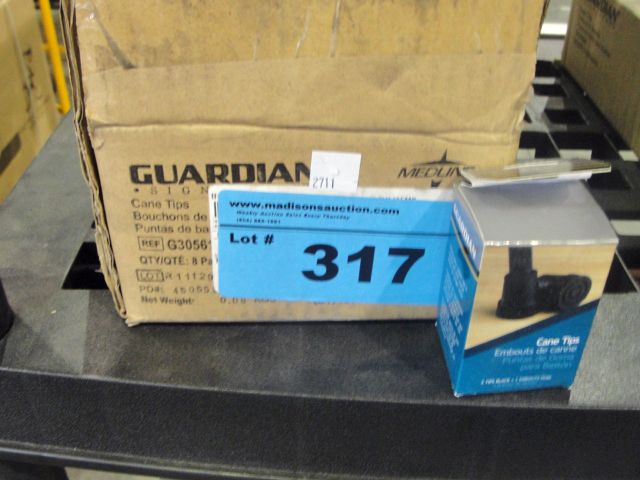 GUARDIAN
SIGN
2711
MEDLINE
Cane Tips
Bouchons de
Puntas de ba
REF G3056
QTY/QTÉ: 8 Pa
LOT
PO#:
Net Weight:
www.madisonsauction.com
Weekly Auction Sales Every Thursday
Lot #
317
GUARDIAN
Cane Tips
Embouts de canne
Puntas de Goma
para Bastón